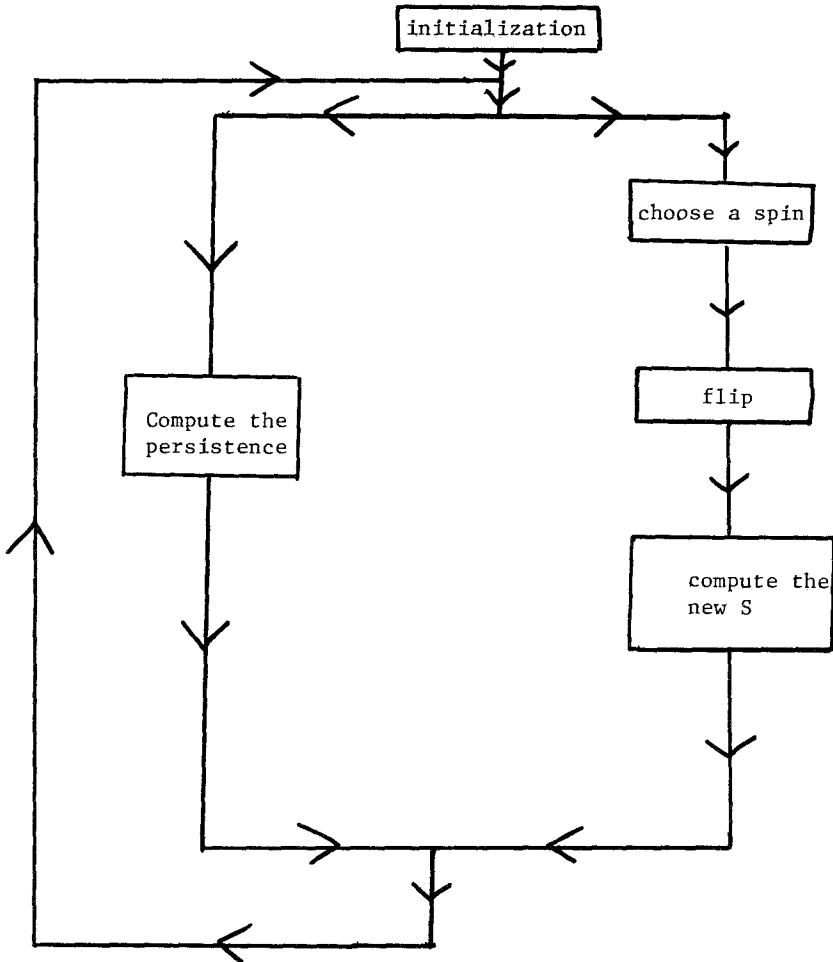 initialization
choose a spin
Compute the
persistence
flip
compute the
new S